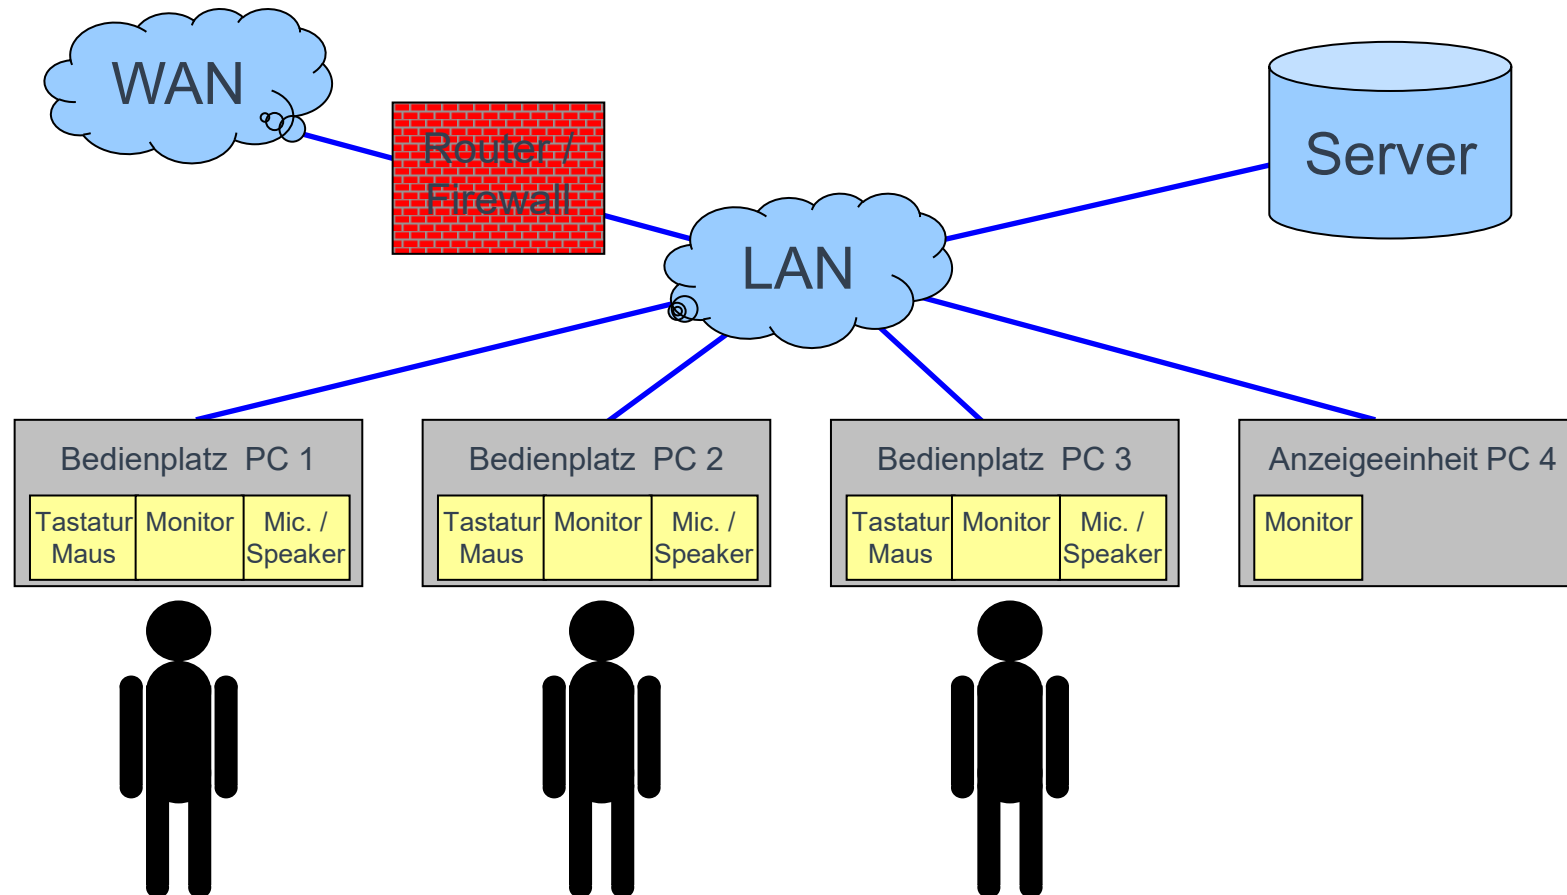 WAN
Router /
Firewall
Server
LAN
Bedienplatz PC 1
Tastatur
Maus
Monitor
Mic. /
Speaker
Bedienplatz PC 2
Tastatur
Maus
Monitor
Mic. /
Speaker
Bedienplatz PC 3
Tastatur
Maus
Monitor
Mic. /
Speaker
Anzeigeeinheit PC 4
Monitor